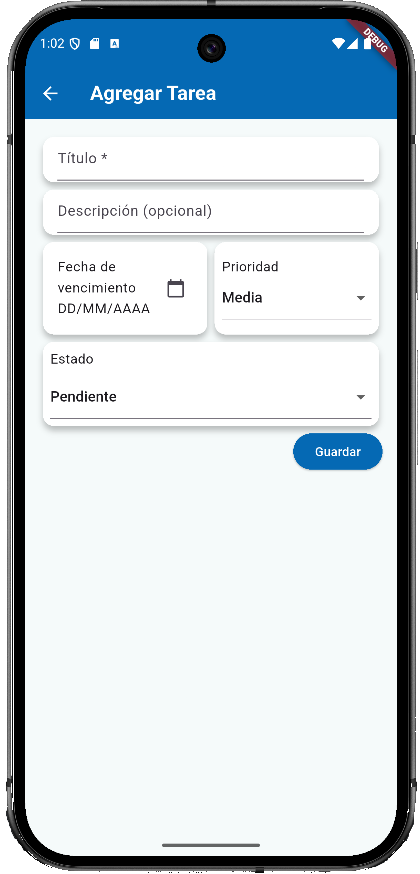 1:02
DEBUG
Agregar Tarea
Título *
Descripción (opcional)
Fecha de
vencimiento
DD/MM/AAAA
Prioridad
Media
Estado
Pendiente
Guardar